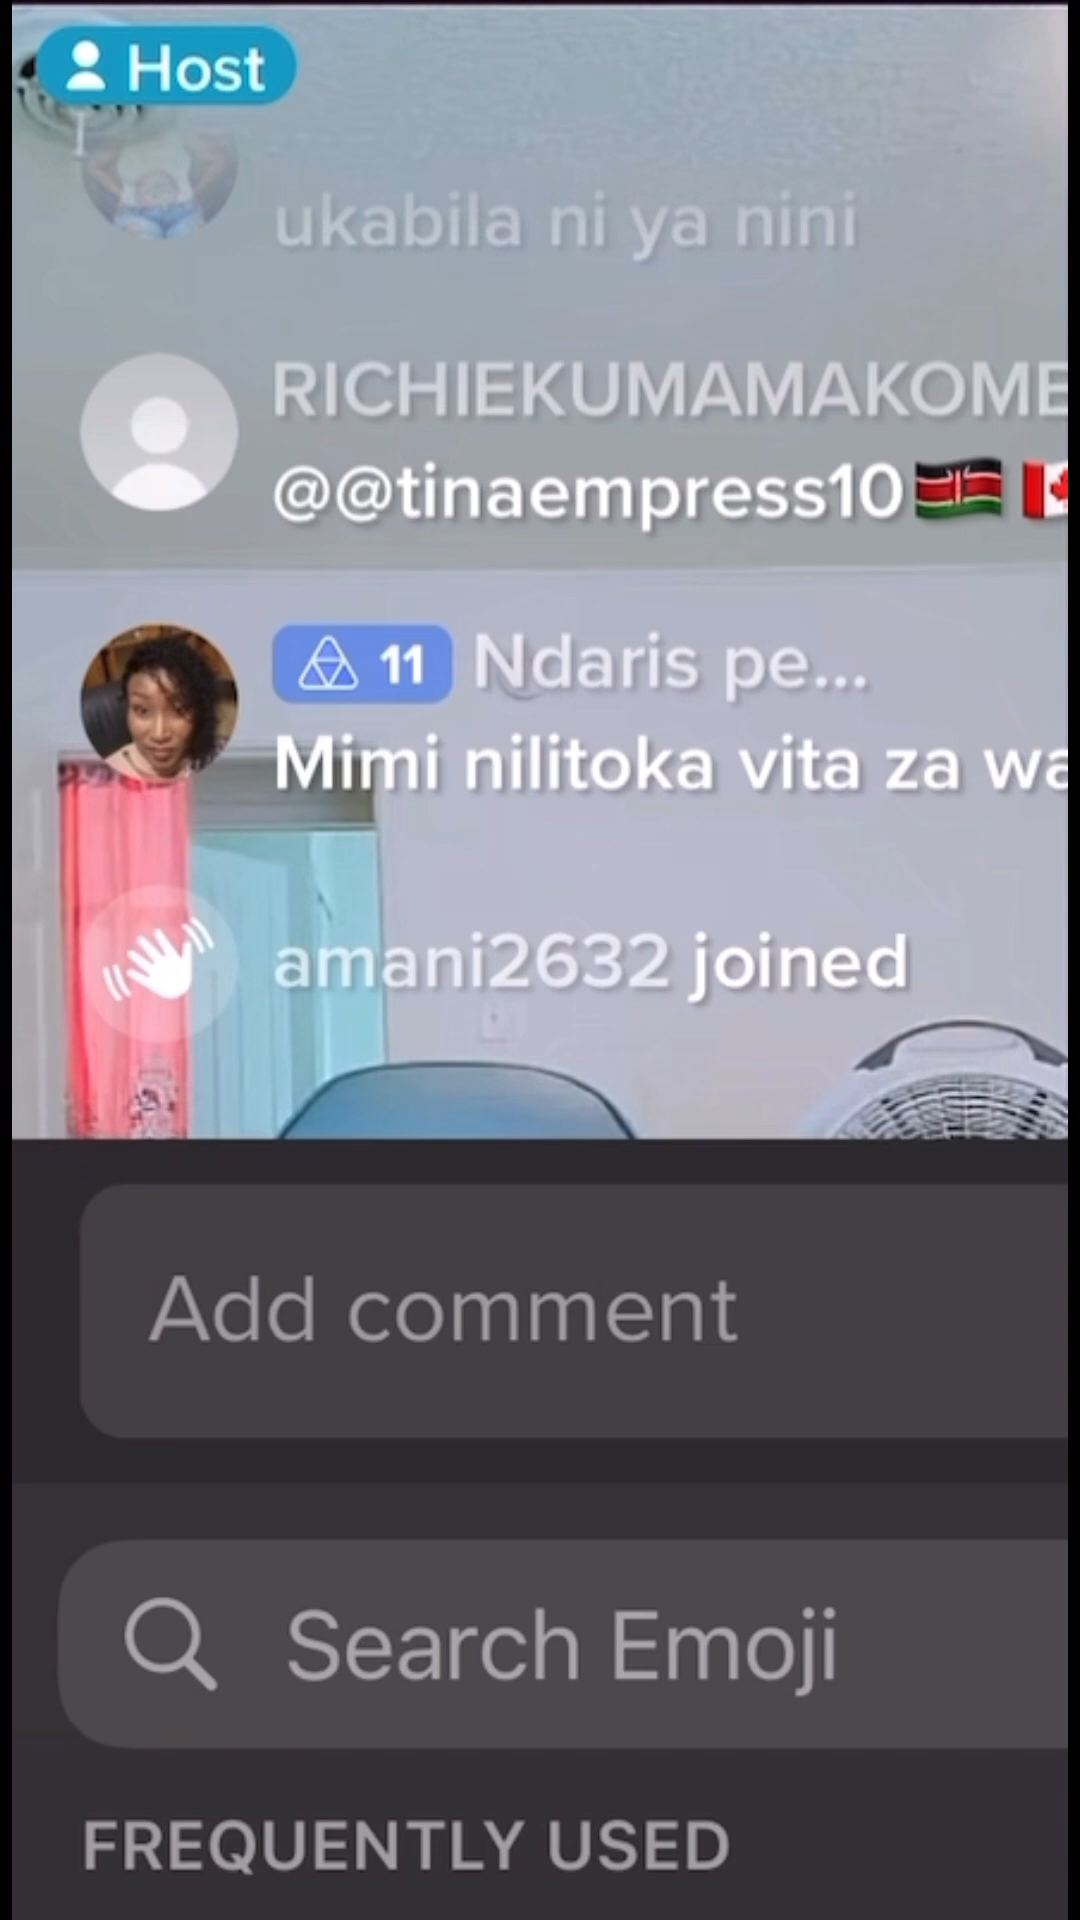 Host
ukabila ni ya nini
RICHIEKUMAMAKOME
@@tinaempress10🇰🇪🇨🇦
11 Ndaris pe...
Mimi nilitoka vita za wa
amani2632 joined
Add comment
Search Emoji
FREQUENTLY USED